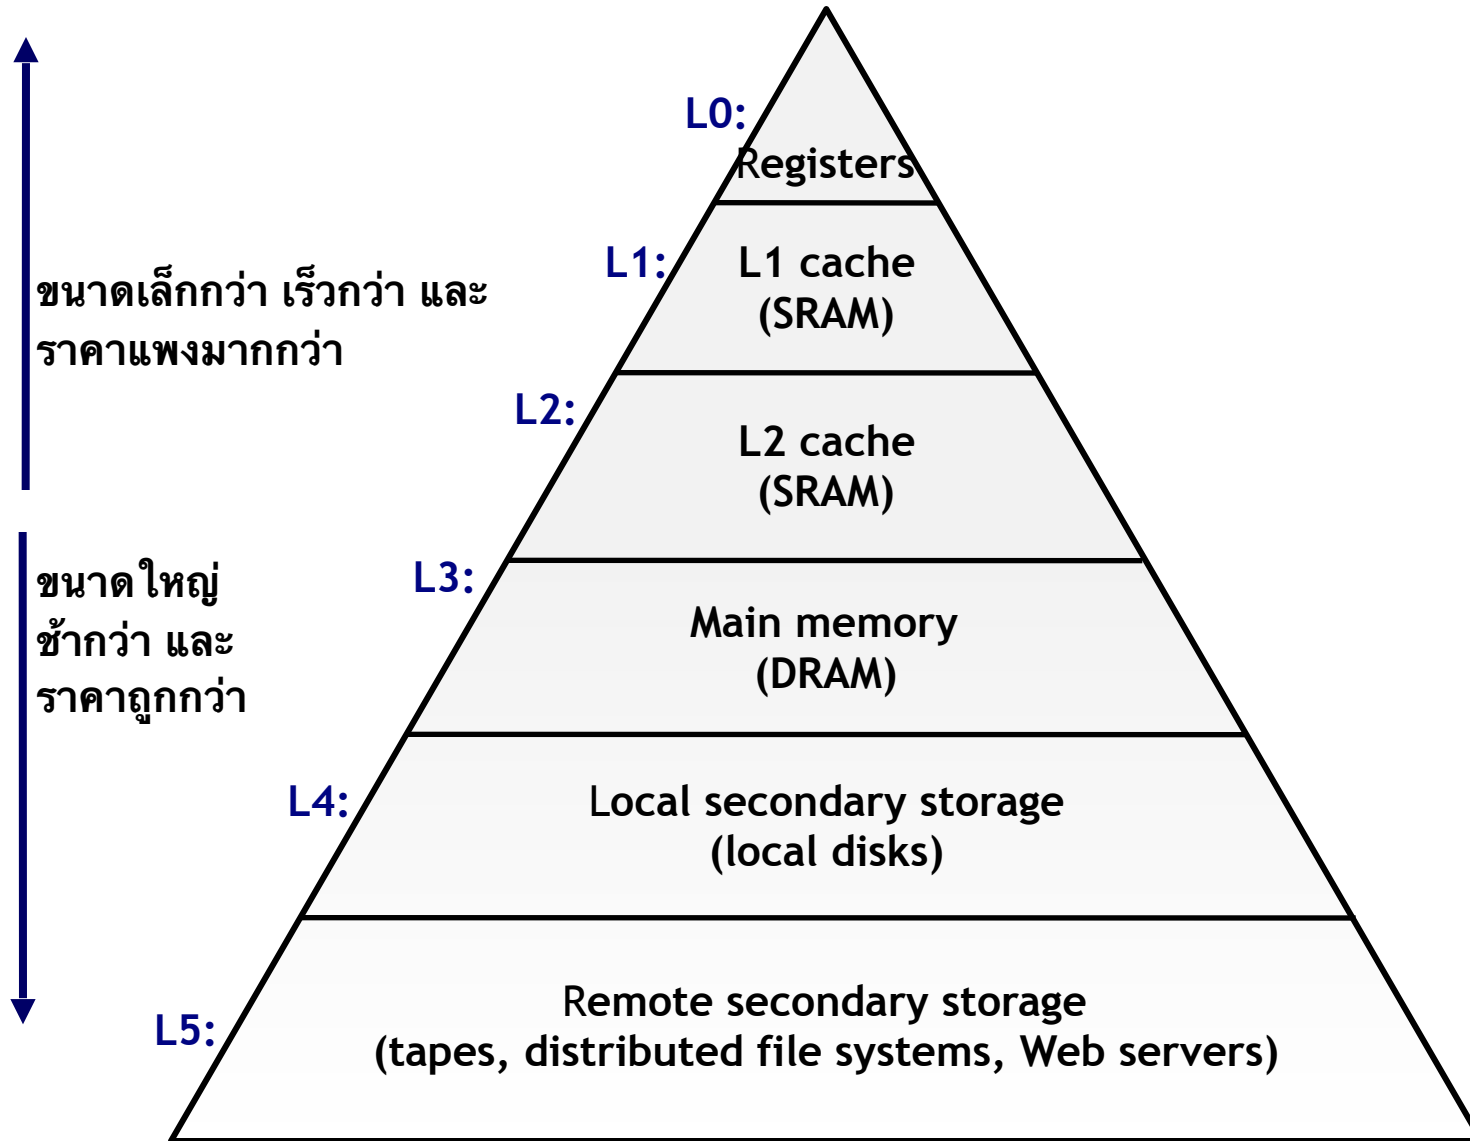 L0:
Registers
L1:
L1 cache
(SRAM)
ขนาดเล็กกว่า เร็วกว่า และ
ราคาแพงมากกว่า
L2:
L2 cache
(SRAM)
ขนาดใหญ่
ช้ากว่า และ
ราคาถูกกว่า
L3:
Main memory
(DRAM)
L4:
Local secondary storage
(local disks)
L5:
Remote secondary storage
(tapes, distributed file systems, Web servers)